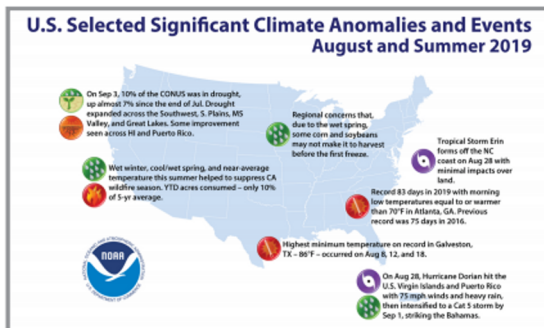 U.S. Selected Significant Climate Anomalies and Events
August and Summer 2019
On Sep 3, 10% of the CONUS was in drought,
up almost 7% since the end of Jul. Drought
expanded across the Southwest, S. Plains, MS
Valley, and Great Lakes. Some improvement
seen across HI and Puerto Rico.
Regional concerns that,
due to the wet spring,
some corn and soybeans
may not make it to harvest
before the first freeze.
Tropical Storm Erin
forms off the NC
coast on Aug 28 with
minimal impacts over
land.
Wet winter, cool/wet spring, and near-average
temperature this summer helped to suppress CA
wildfire season. YTD acres consumed – only 10%
of 5-yr average.
Record 83 days in 2019 with morning
low temperatures equal to or warmer
than 70°F in Atlanta, GA. Previous
record was 75 days in 2016.
Highest minimum temperature on record in Galveston,
TX – 86°F – occurred on Aug 8, 12, and 18.
On Aug 28, Hurricane Dorian hit the
U.S. Virgin Islands and Puerto Rico
with 75 mph winds and heavy rain,
then intensified to a Cat 5 storm by
Sep 1, striking the Bahamas.
NOAA